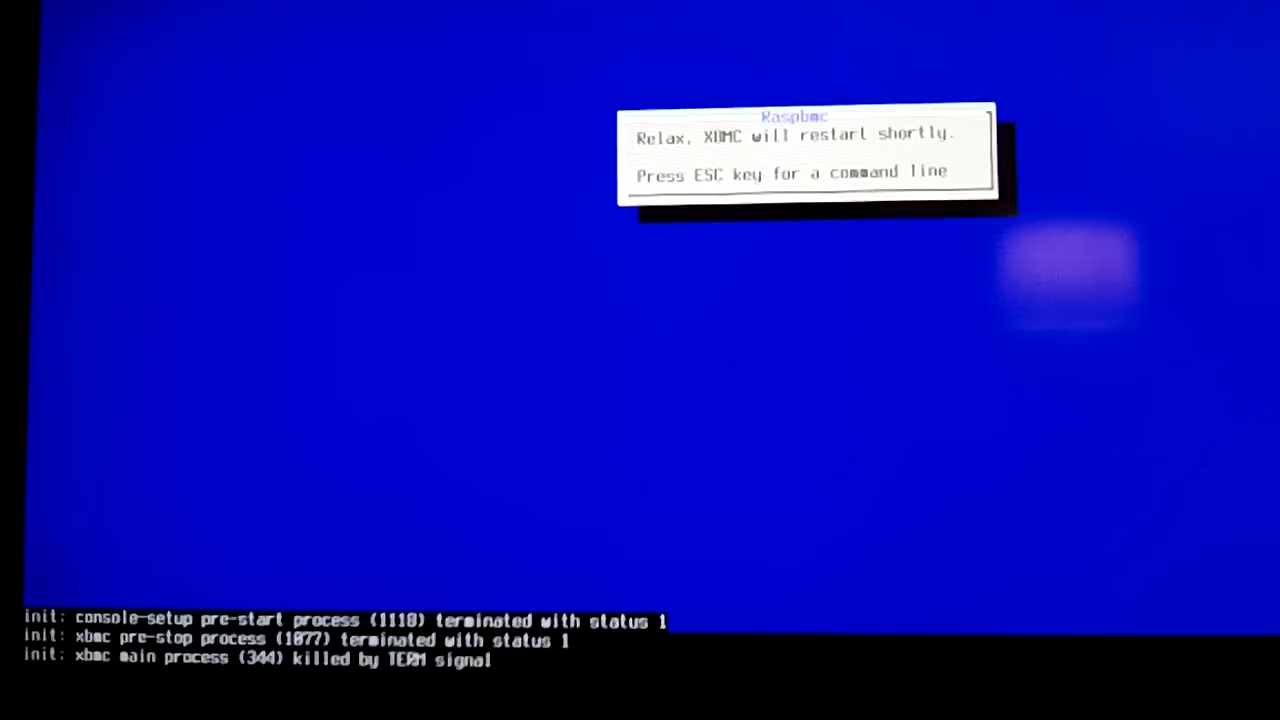 Raspbmc
Relax, XBMC will restart shortly.
Press ESC key for a command line
init: console-setup pre-start process (1110) terminated with status 1
init: xbmc pre-stop process (1077) terminated with status 1
init: xbmc main process (344) killed by TERM signal